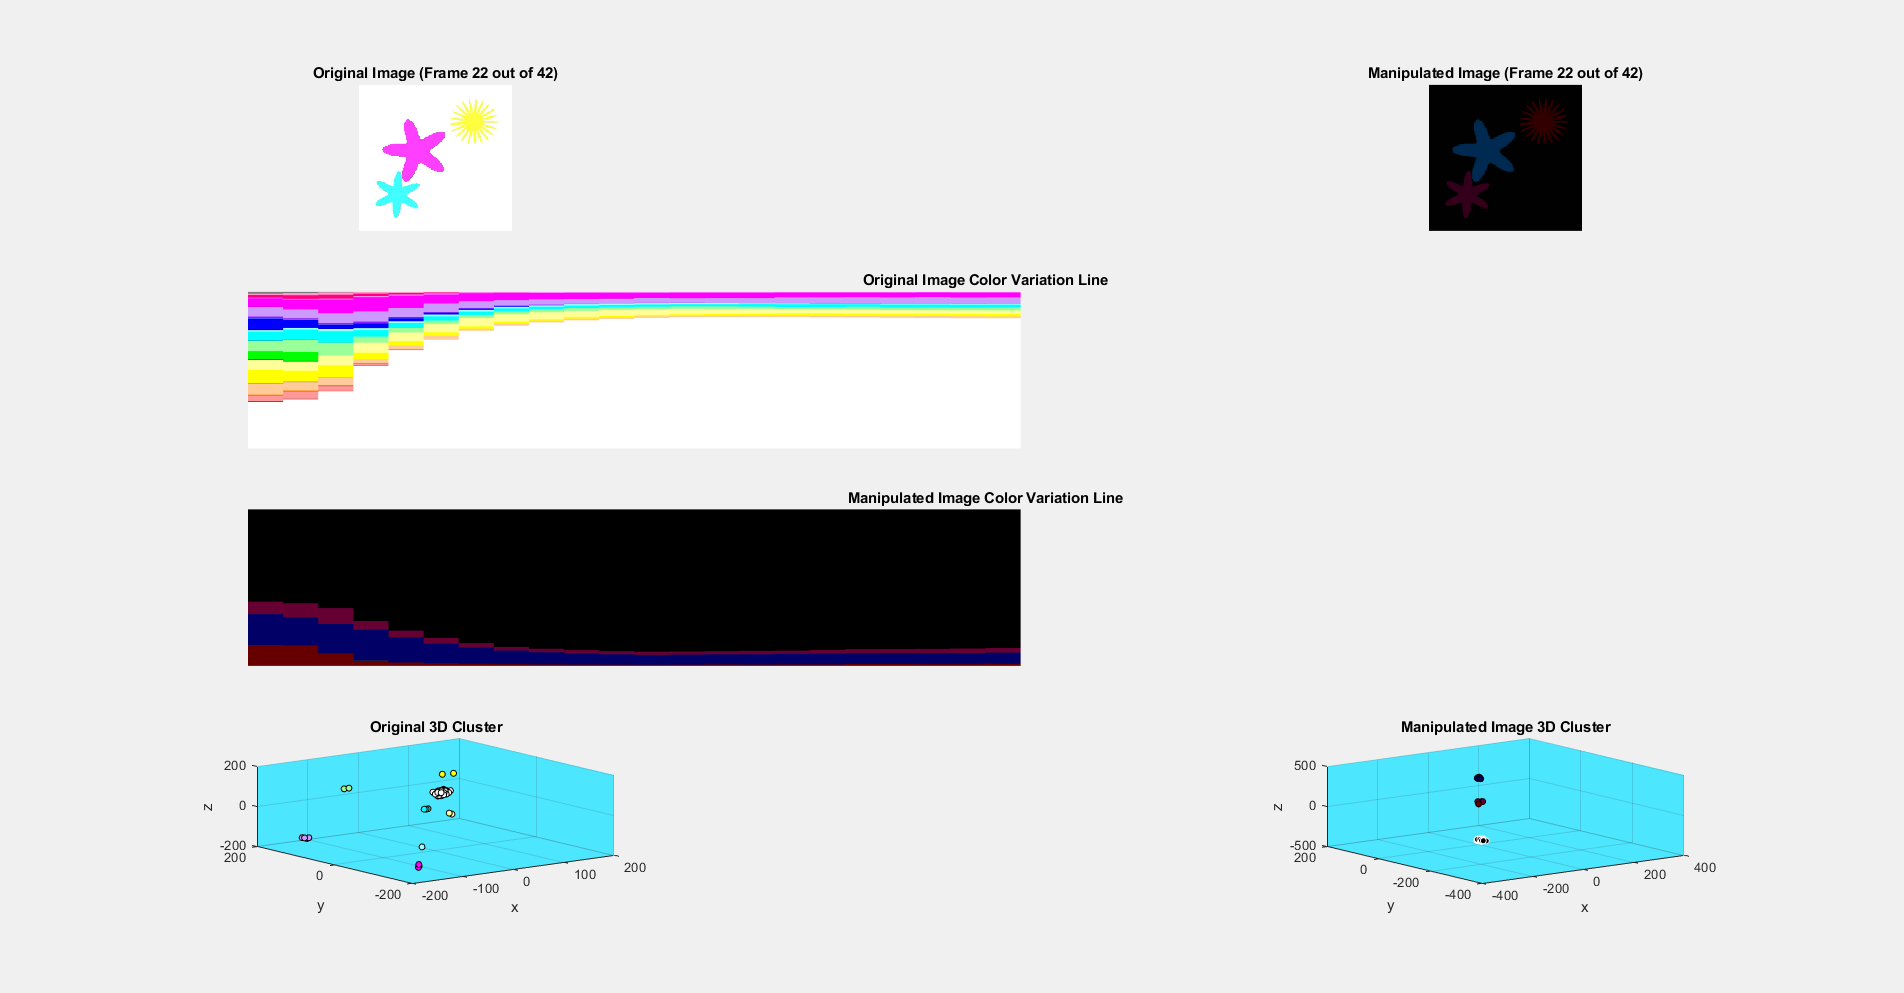 Original Image (Frame 22 out of 42)
Manipulated Image (Frame 22 out of 42)
Original Image Color Variation Line
Manipulated Image Color Variation Line
Original 3D Cluster
200
0
-200
z
200
0
-200
y
-200
-100
0
100
200
x
Manipulated Image 3D Cluster
500
0
-500
z
200
0
-200
-400
y
-400
-200
0
200
400
x